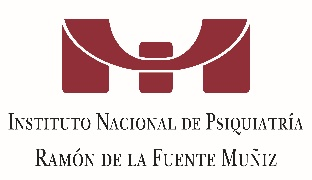 INSTITUTO NACIONAL DE PSIQUIATRÍA
RAMÓN DE LA FUENTE MUÑIZ